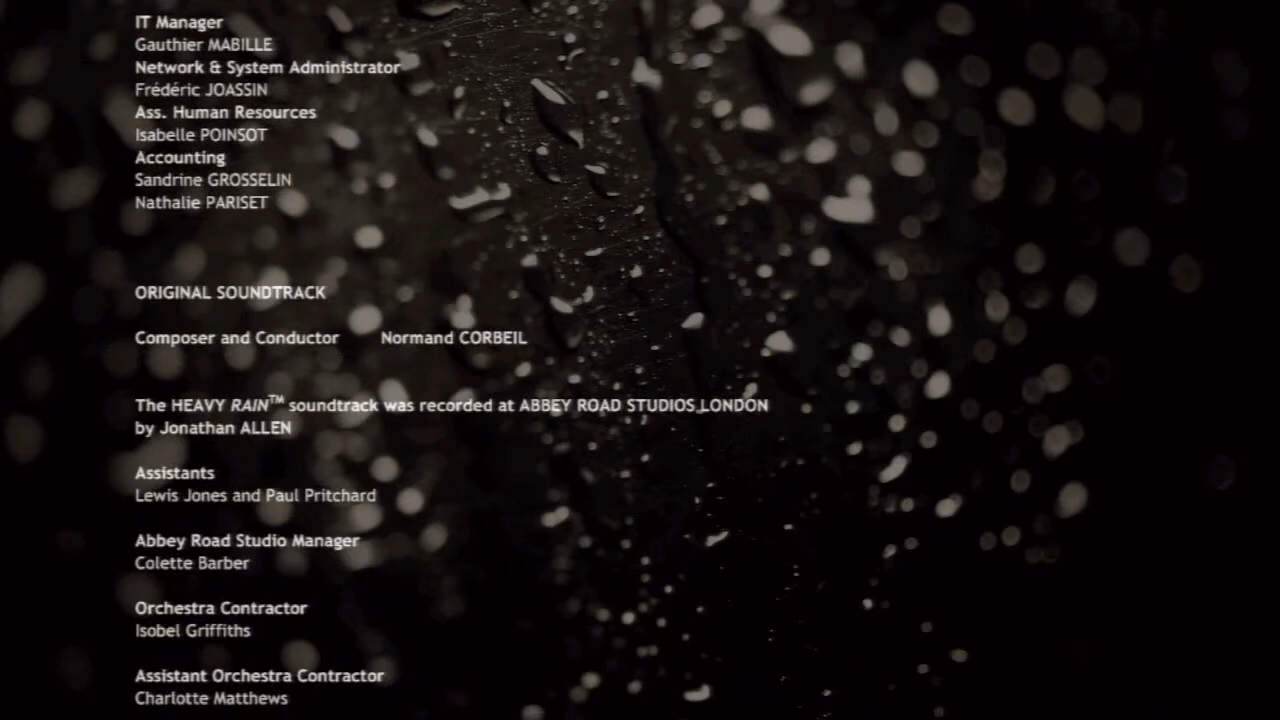 IT Manager
Gauthier MABILLE
Network & System Administrator
Frédéric JOASSIN
Ass. Human Resources
Isabelle POINSOT
Accounting
Sandrine GROSSELIN
Nathalie PARISET
ORIGINAL SOUNDTRACK
Composer and Conductor Normand CORBEIL
The HEAVY RAIN™ soundtrack was recorded at ABBEY ROAD STUDIOS,LONDON
by Jonathan ALLEN
Assistants
Lewis Jones and Paul Pritchard
Abbey Road Studio Manager
Colette Barber
Orchestra Contractor
Isobel Griffiths
Assistant Orchestra Contractor
Charlotte Matthews